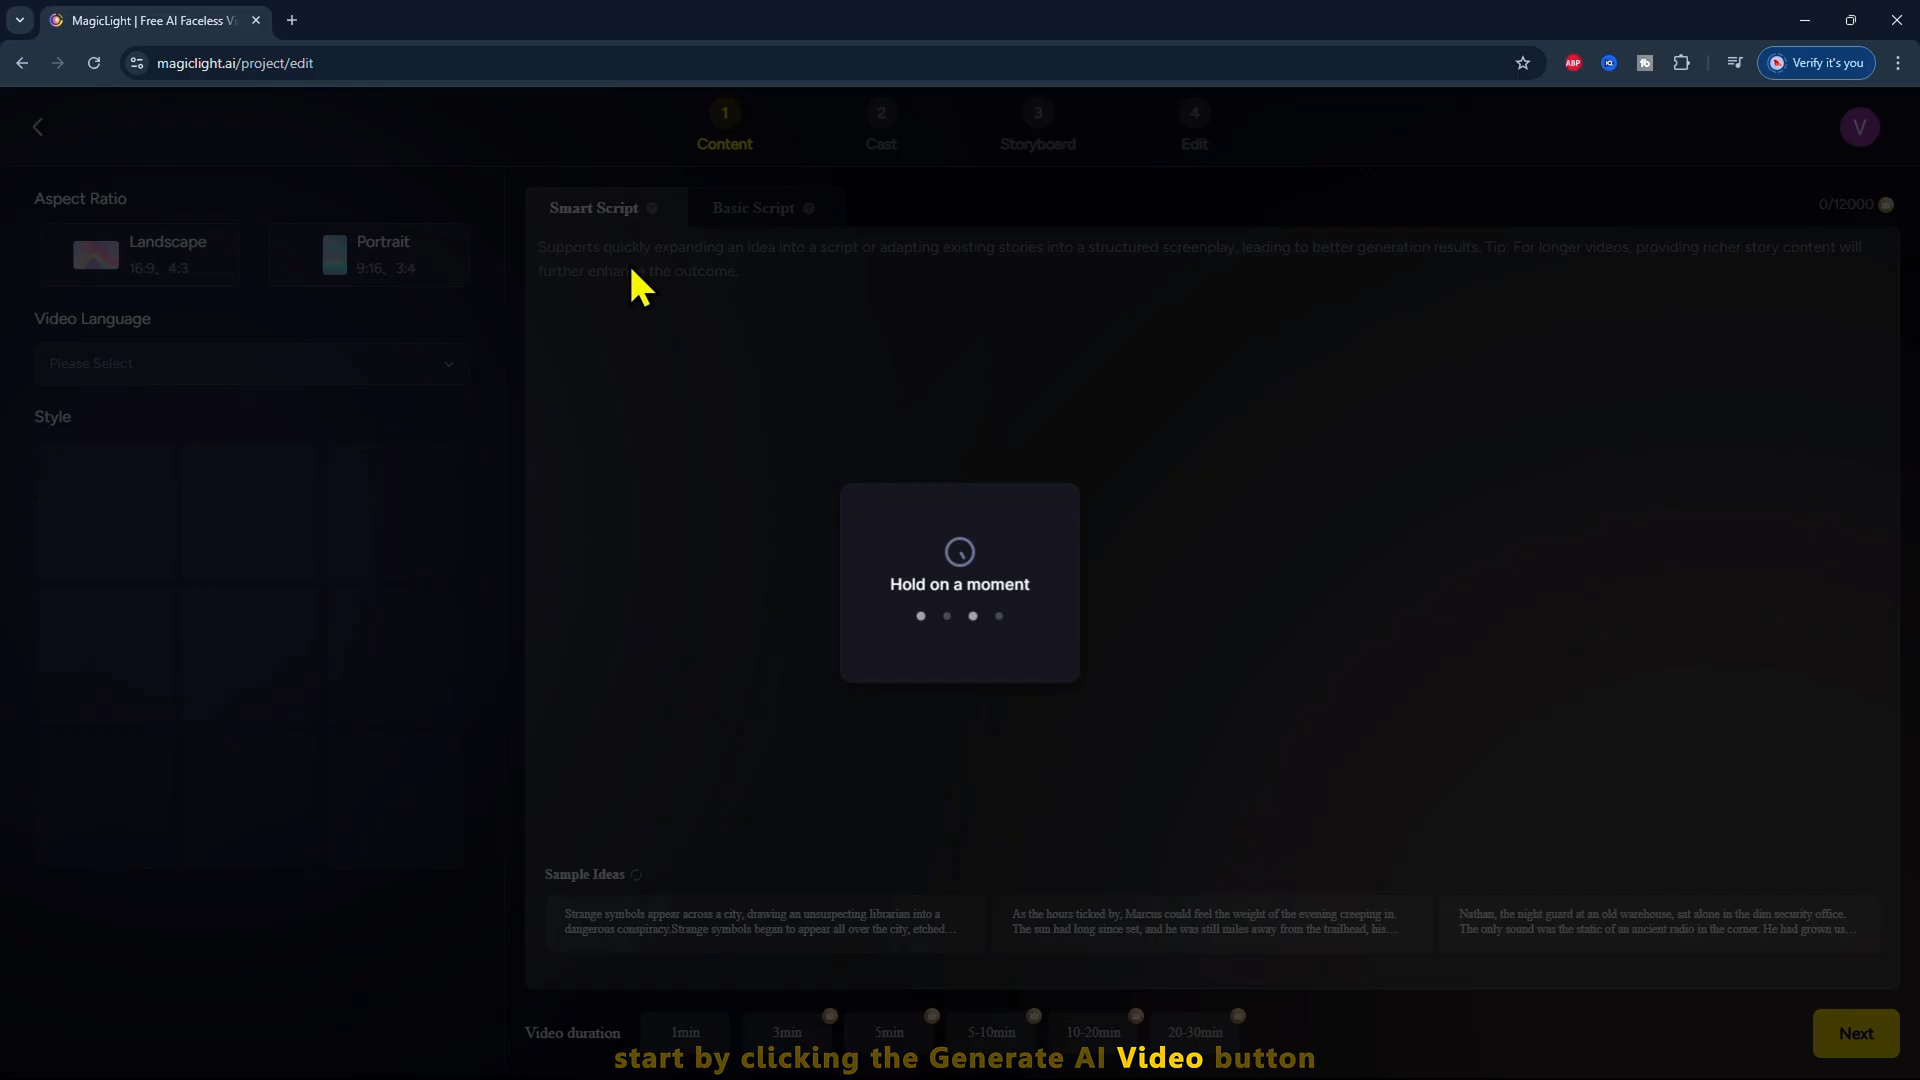 MagicLight | Free AI Faceless Vi
magiclight.ai/project/edit
ABP
Verify it's you
1
2
3
4
Content
Cast
Storyboard
Edit
V
Aspect Ratio
Landscape
16:9、4:3
Portrait
9:16、3:4
Video Language
Please Select
Style
Smart Script
Basic Script
0/12000
Supports quickly expanding an idea into a script or adapting existing stories into a structured screenplay, leading to better generation results. Tip: For longer videos, providing richer story content will
further enhance the outcome.
Hold on a moment
Sample Ideas
Strange symbols appear across a city, drawing an unsuspecting librarian into a
dangerous conspiracy.Strange symbols began to appear all over the city, etched…
As the hours ticked by, Marcus could feel the weight of the evening creeping in.
The sun had long since set, and he was still miles away from the trailhead, his…
Nathan, the night guard at an old warehouse, sat alone in the dim security office.
The only sound was the static of an ancient radio in the corner. He had grown us…
Video duration
1min
3min
5min
5-10min
10-20min
20-30min
Next
start by clicking the Generate AI Video button